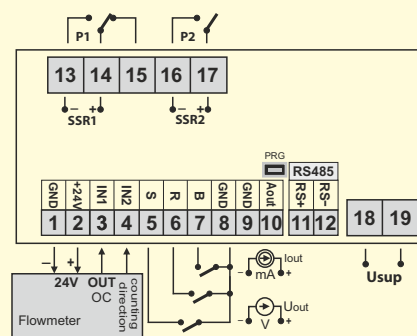 P1 P2
13 14 15 16 17
− + − +
SSR1 SSR2
PRG
RS485
GND +24V IN1 IN2 S R B GND GND Aout RS+ RS-
1 2 3 4 5 6 7 8 9 10 11 12
18 19
− +
24V OUT
OC
counting
direction
Flowmeter
Iout
- mA +
Uout
- V +
Usup